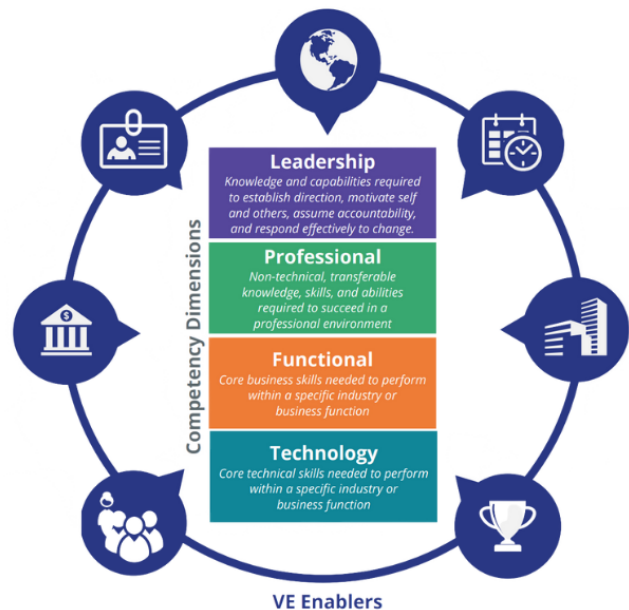 Competency Dimensions
Leadership
Knowledge and capabilities required
to establish direction, motivate self
and others, assume accountability,
and respond effectively to change.
Professional
Non-technical, transferable
knowledge, skills, and abilities
required to succeed in a
professional environment
Functional
Core business skills needed to perform
within a specific industry or
business function
Technology
Core technical skills needed to perform
within a specific industry or
business function
$
VE Enablers